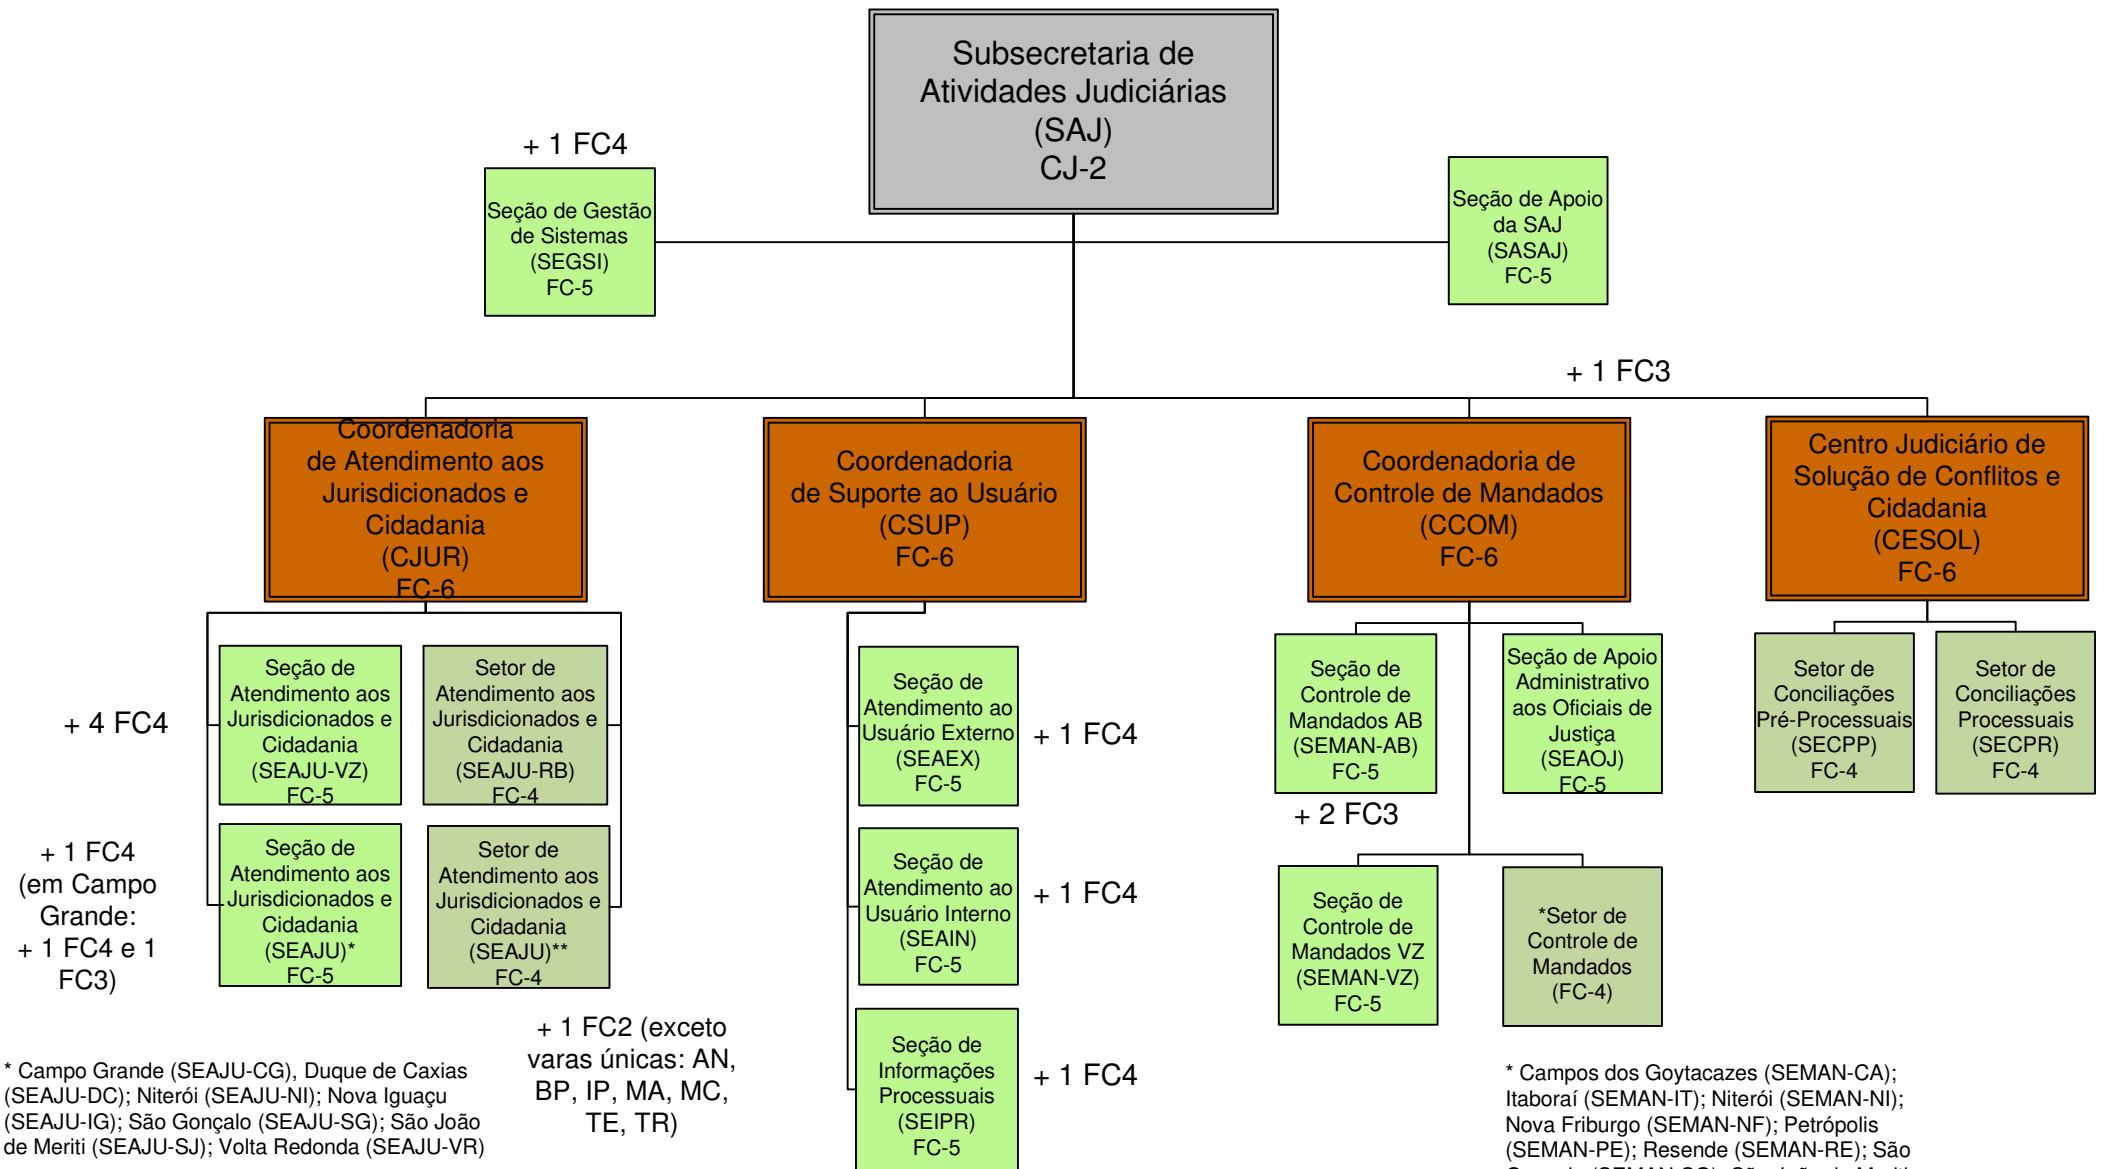 Subsecretaria de
Atividades Judiciárias
(SAJ)
CJ-2
+ 1 FC4
Seção de Gestão
de Sistemas
(SEGSI)
FC-5
Seção de Apoio
da SAJ
(SASAJ)
FC-5
+ 1 FC3
Coordenadoria
de Atendimento aos
Jurisdicionados e
Cidadania
(CJUR)
FC-6
Coordenadoria
de Suporte ao Usuário
(CSUP)
FC-6
Coordenadoria de
Controle de Mandados
(CCOM)
FC-6
Centro Judiciário de
Solução de Conflitos e
Cidadania
(CESOL)
FC-6
+ 4 FC4
Seção de
Atendimento aos
Jurisdicionados e
Cidadania
(SEAJU-VZ)
FC-5
Setor de
Atendimento aos
Jurisdicionados e
Cidadania
(SEAJU-RB)
FC-4
+ 1 FC4
(em Campo
Grande:
+ 1 FC4 e 1
FC3)
Seção de
Atendimento aos
Jurisdicionados e
Cidadania
(SEAJU)*
FC-5
Setor de
Atendimento aos
Jurisdicionados e
Cidadania
(SEAJU)**
FC-4
+ 1 FC2 (exceto
varas únicas: AN,
BP, IP, MA, MC,
TE, TR)
* Campo Grande (SEAJU-CG), Duque de Caxias
(SEAJU-DC); Niterói (SEAJU-NI); Nova Iguaçu
(SEAJU-IG); São Gonçalo (SEAJU-SG); São João
de Meriti (SEAJU-SJ); Volta Redonda (SEAJU-VR)
Seção de
Atendimento ao
Usuário Externo
(SEAEX)
FC-5
+ 1 FC4
Seção de
Atendimento ao
Usuário Interno
(SEAIN)
FC-5
+ 1 FC4
Seção de
Informações
Processuais
(SEIPR)
FC-5
+ 1 FC4
Seção de
Controle de
Mandados AB
(SEMAN-AB)
FC-5
+ 2 FC3
Seção de Apoio
Administrativo
aos Oficiais de
Justiça
(SEAOJ)
FC-5
Seção de
Controle de
Mandados VZ
(SEMAN-VZ)
FC-5
*Setor de
Controle de
Mandados
(FC-4)
Setor de
Conciliações
Pré-Processuais
(SECPP)
FC-4
Setor de
Conciliações
Processuais
(SECPR)
FC-4
* Campos dos Goytacazes (SEMAN-CA);
Itaboraí (SEMAN-IT); Niterói (SEMAN-NI);
Nova Friburgo (SEMAN-NF); Petrópolis
(SEMAN-PE); Resende (SEMAN-RE); São